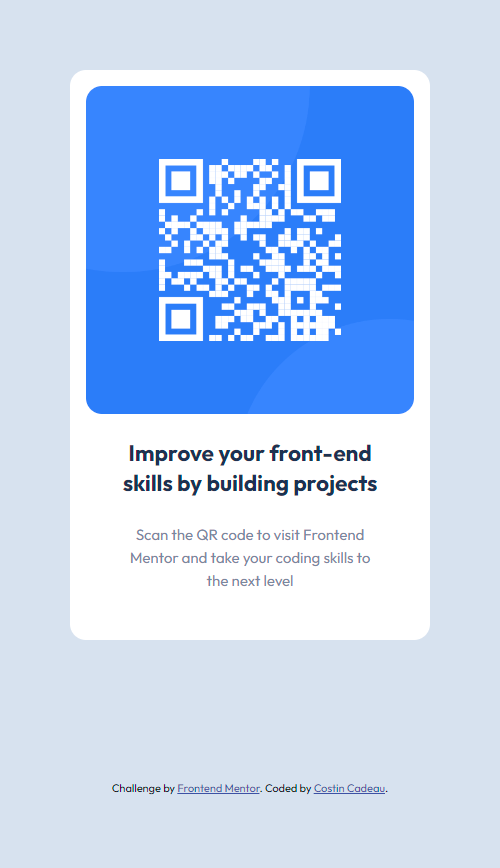 Improve your front-end
skills by building projects
Scan the QR code to visit Frontend
Mentor and take your coding skills to
the next level
Challenge by Frontend Mentor. Coded by Costin Cadeau.